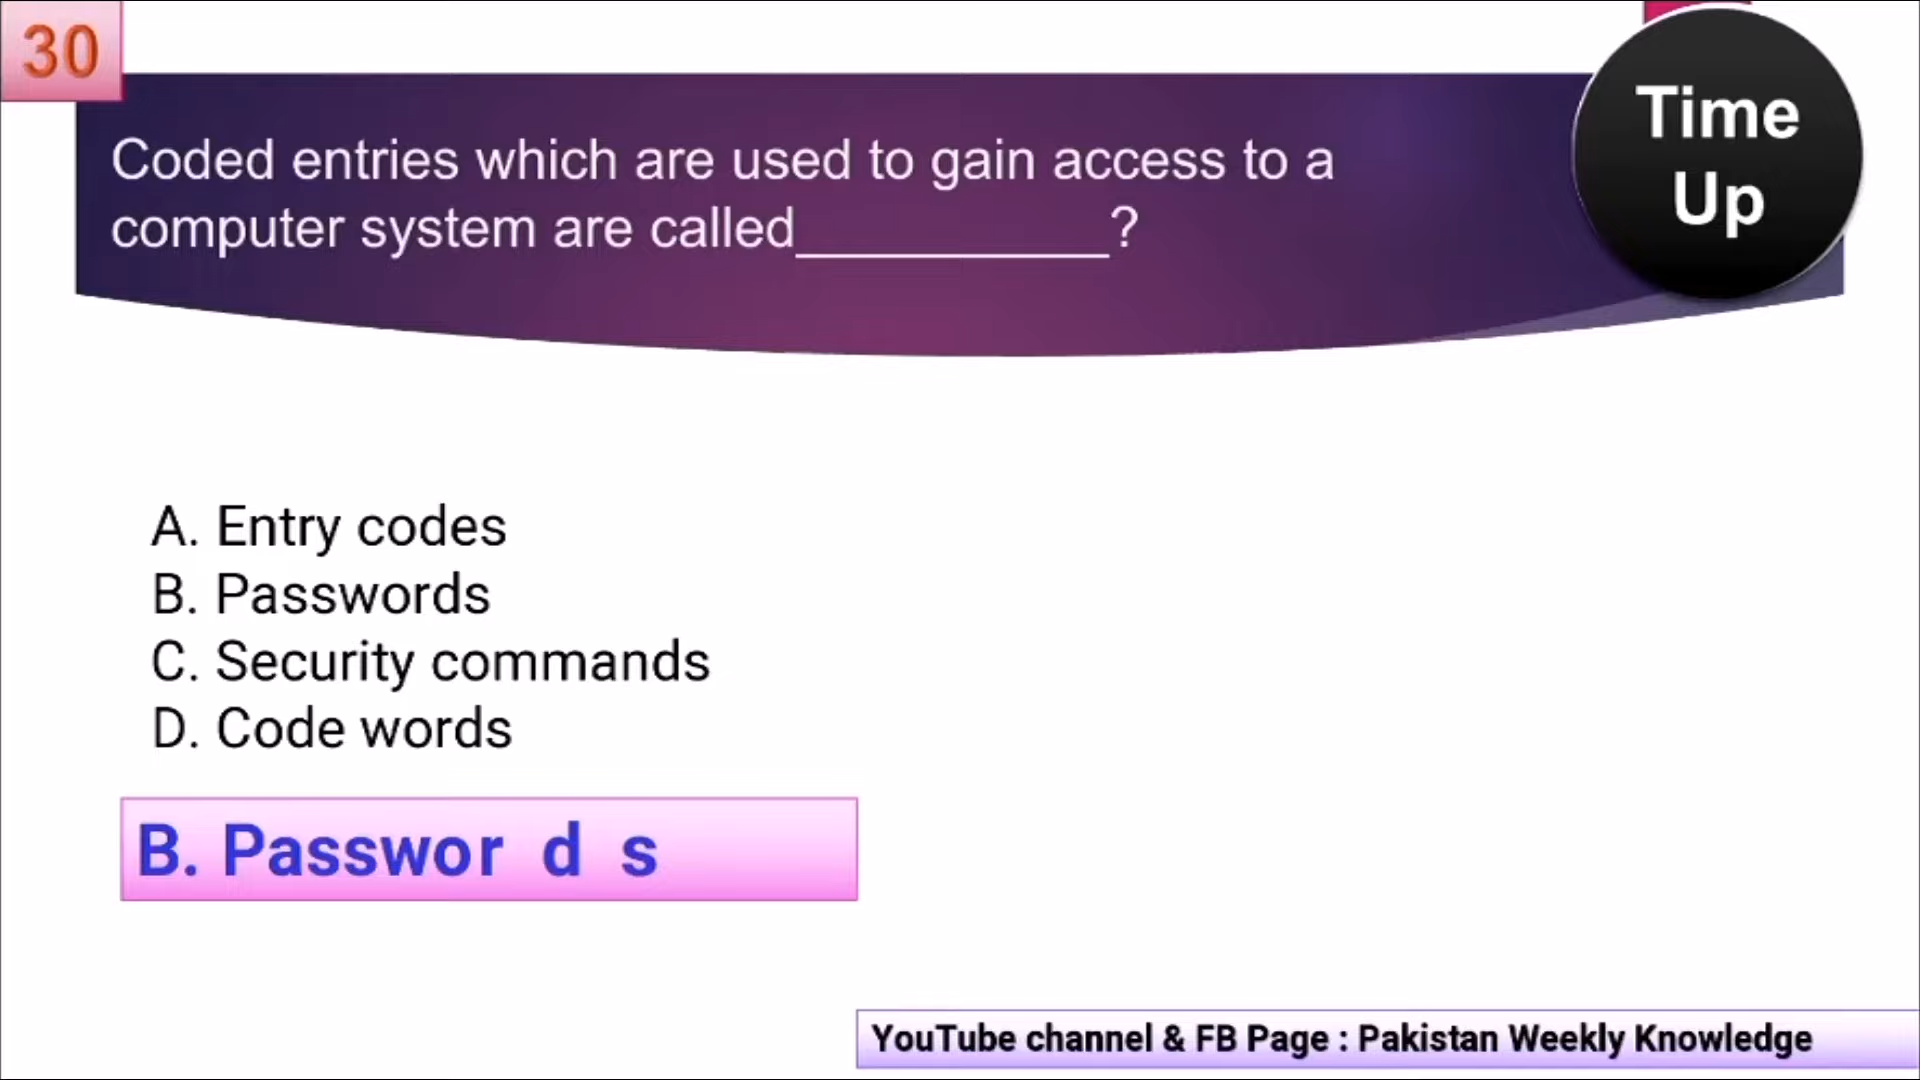 30
Time
Up
Coded entries which are used to gain access to a
computer system are called___________?
A. Entry codes
B. Passwords
C. Security commands
D. Code words
B. Passwor d s
YouTube channel & FB Page : Pakistan Weekly Knowledge